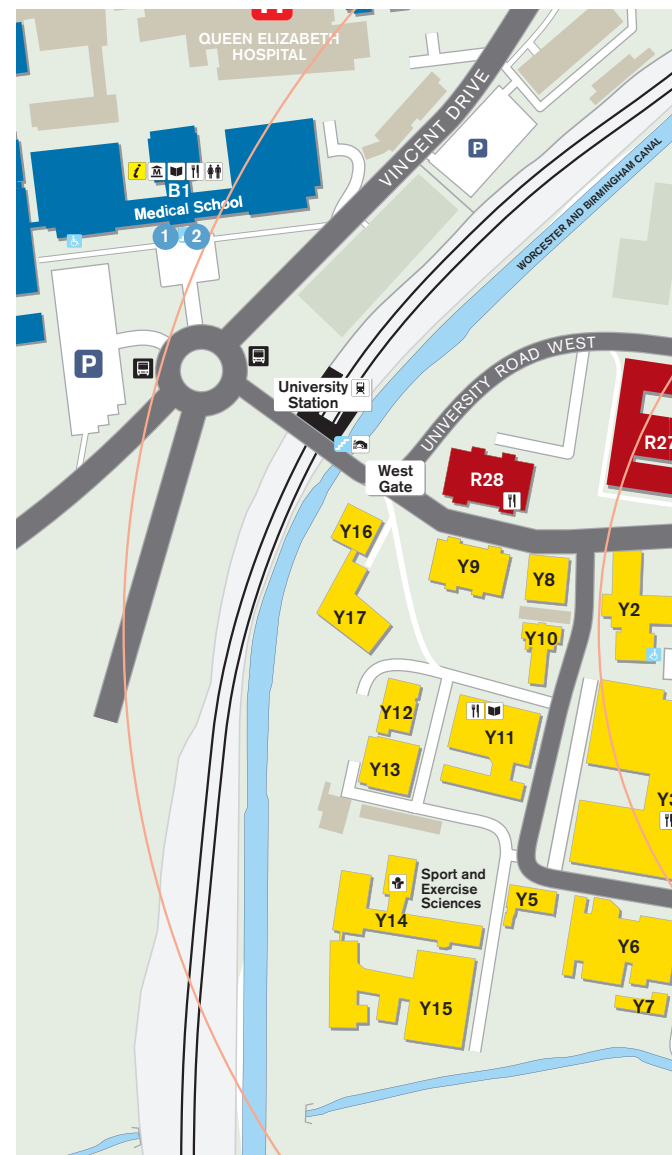 H
QUEEN ELIZABETH
HOSPITAL
VINCENT DRIVE
P
WORCESTER AND BIRMINGHAM CANAL
i
B1
Medical School
1
2
P
University
Station
UNIVERSITY ROAD WEST
West
Gate
R27
R28
Y16
Y9
Y8
Y2
Y17
Y10
Y12
Y11
Y13
Y3
Sport and
Exercise
Sciences
Y5
Y14
Y6
Y15
Y7